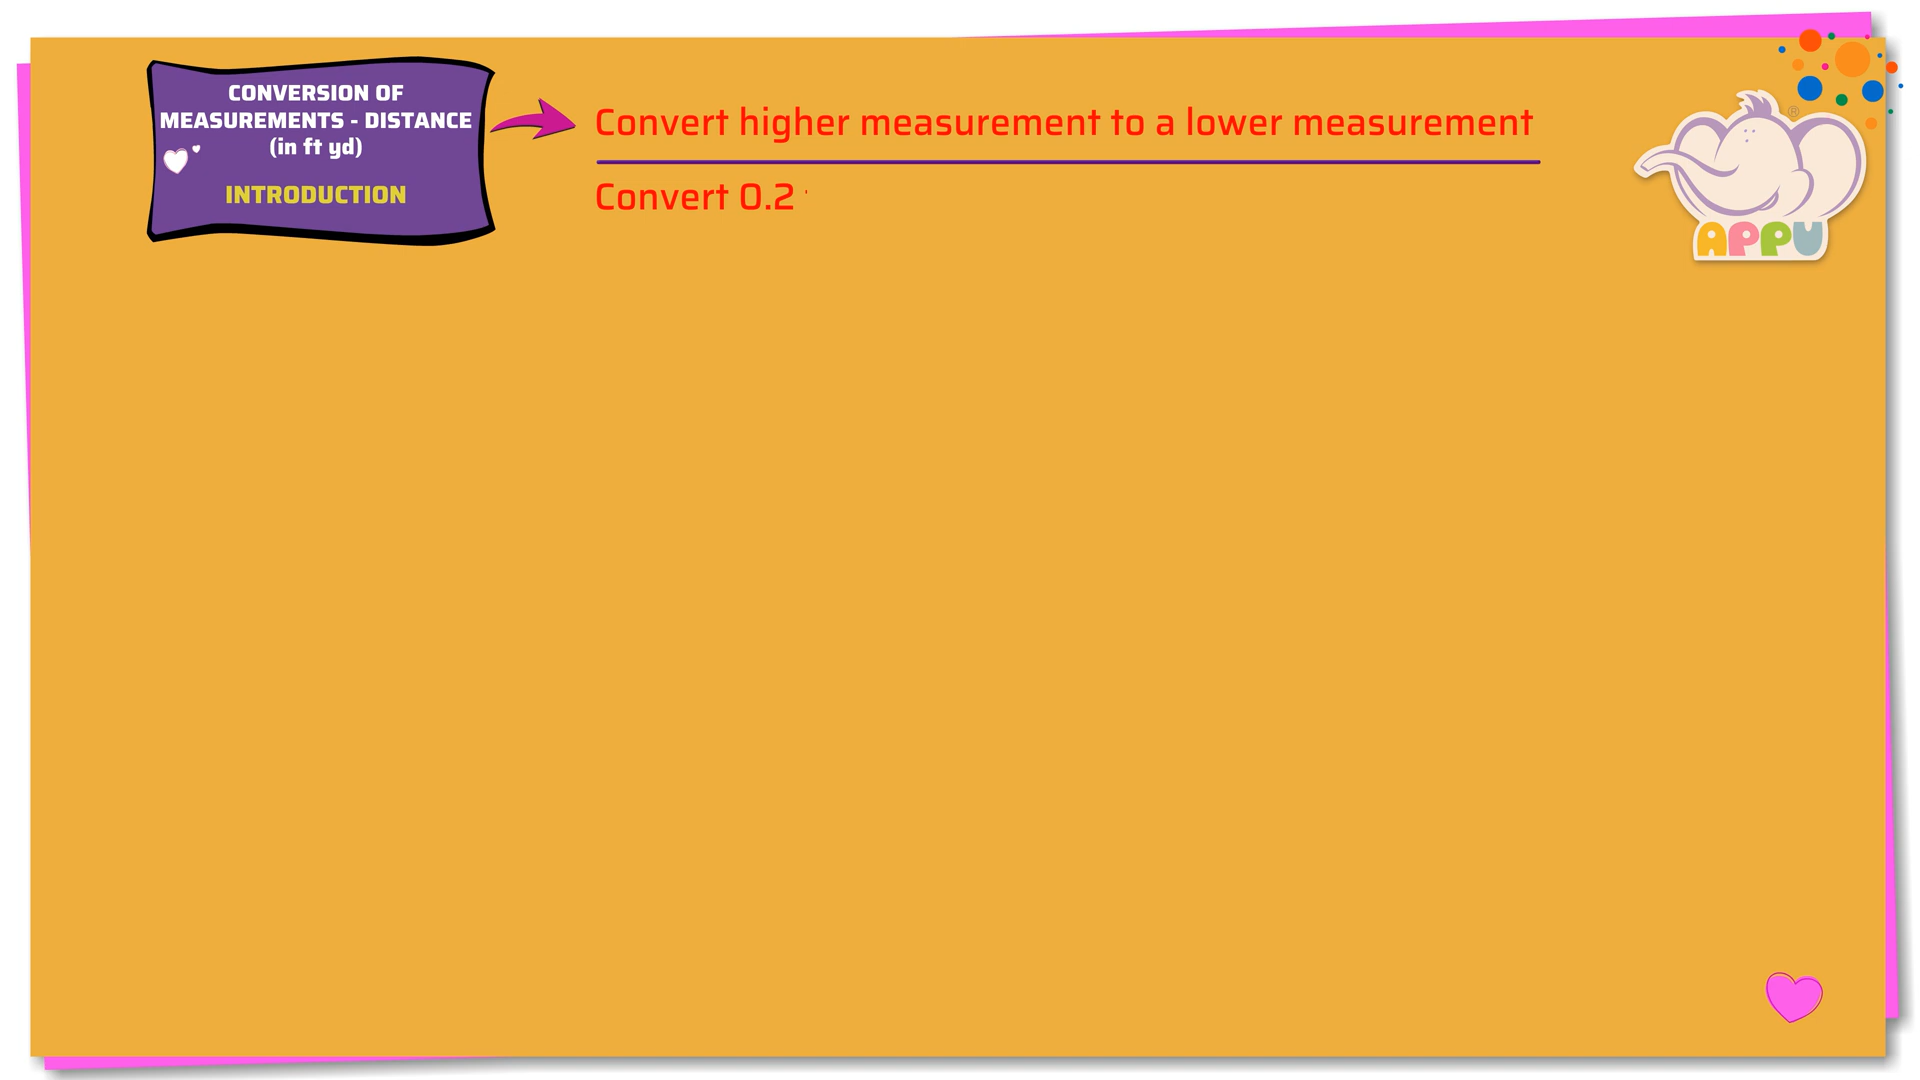 CONVERSION OF
MEASUREMENTS - DISTANCE
(in ft yd)
INTRODUCTION
Convert higher measurement to a lower measurement
Convert 0.2
®
APPU